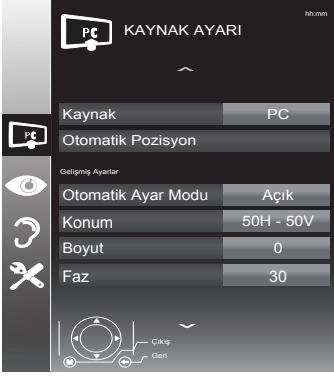 PC KAYNAK AYARI
hh:mm
Kaynak PC
Otomatik Pozisyon
PC
Gelişmiş Ayarlar
Otomatik Ayar Modu Açık
Konum 50H - 50V
Boyut 0
Faz 30
Çıkış
M Geri